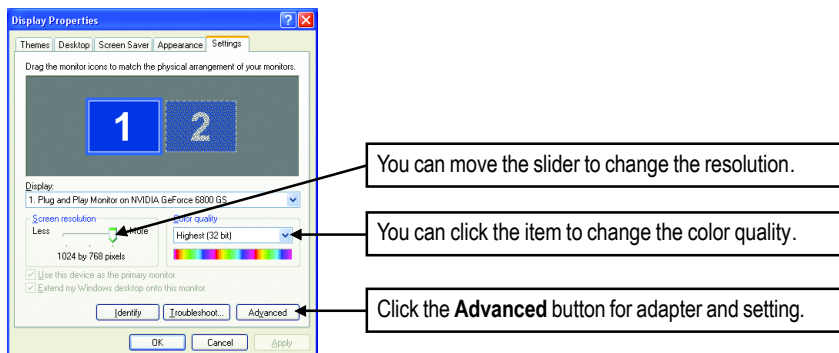 Display Properties
Themes Desktop Screen Saver Appearance Settings
Drag the monitor icons to match the physical arrangement of your monitors.
1 2
Display:
1. Plug and Play Monitor on NVIDIA GeForce 6800 GS
Screen resolution
Less More
1024 by 768 pixels
Color quality
Highest (32 bit)
Use this device as the primary monitor.
Extend my Windows desktop onto this monitor.
Identify Troubleshoot... Advanced
OK Cancel Apply
You can move the slider to change the resolution.
You can click the item to change the color quality.
Click the Advanced button for adapter and setting.